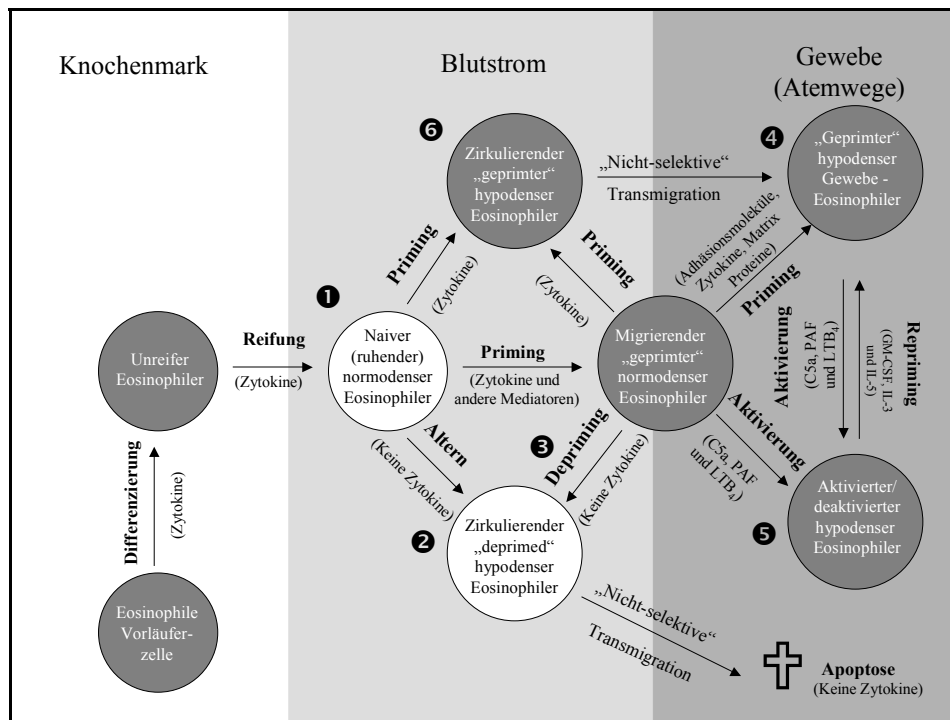 Knochenmark
Blutstrom
Gewebe
(Atemwege)
❻
Zirkulierender
„geprimter“
hypodenser
Eosinophiler
„Nicht-selektive“
Transmigration
❹
„Geprimter“
hypodenser
Gewebe -
Eosinophiler
Priming
(Zytokine)
Priming
(Zytokine)
(Adhäsionsmoleküle,
Zytokine, Matrix
Proteine)
Priming
❶
Unreifer
Eosinophiler
Reifung
(Zytokine)
Naiver
(ruhender)
normodenser
Eosinophiler
Priming
(Zytokine und
andere Mediatoren)
Migrierender
„geprimter“
normodenser
Eosinophiler
Aktivierung
(C5a, PAF
und LTB4)
Repriming
(GM-CSF, IL-3
und IL-5)
Differenzierung
(Zytokine)
Altern
(Keine Zytokine)
❸
Depriming
(Keine Zytokine)
Aktivierung
(C5a, PAF
und LTB4)
❷
Zirkulierender
„deprimed“
hypodenser
Eosinophiler
❺
Aktivierter/
deaktivierter
hypodenser
Eosinophiler
Eosinophile
Vorläufer-
zelle
„Nicht-selektive“
Transmigration
Apoptose
(Keine Zytokine)